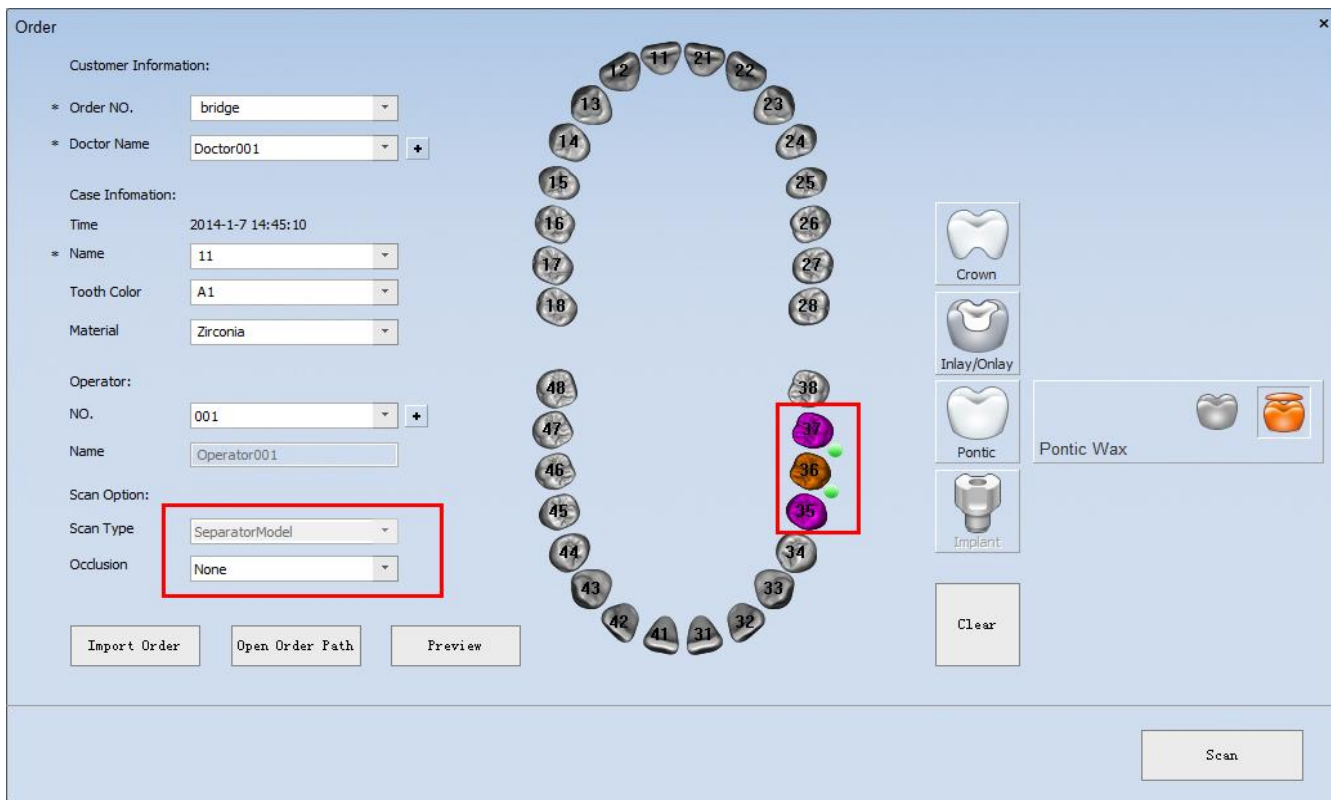 Order
×
Customer Information:
* Order NO. bridge
* Doctor Name Doctor001 +
Case Infomation:
Time 2014-1-7 14:45:10
* Name 11
Tooth Color A1
Material Zirconia
Operator:
NO. 001 +
Name Operator001
Scan Option:
Scan Type SeparatorModel
Occlusion None
Import Order Open Order Path Preview
12 11 21 22
13 23
14 24
15 25
16 26
17 27
18 28
48 38
47 37
46 36
45 35
44 34
43 33
42 41 31 32
Crown
Inlay/Onlay
Pontic
Pontic Wax
Implant
Clear
Scan